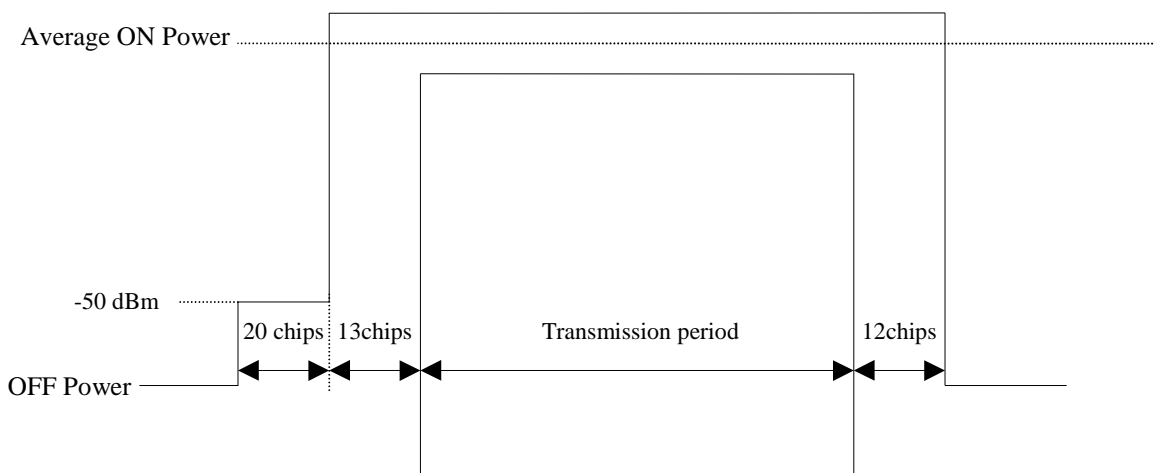 Average ON Power
-50 dBm
20 chips 13chips Transmission period 12chips
OFF Power